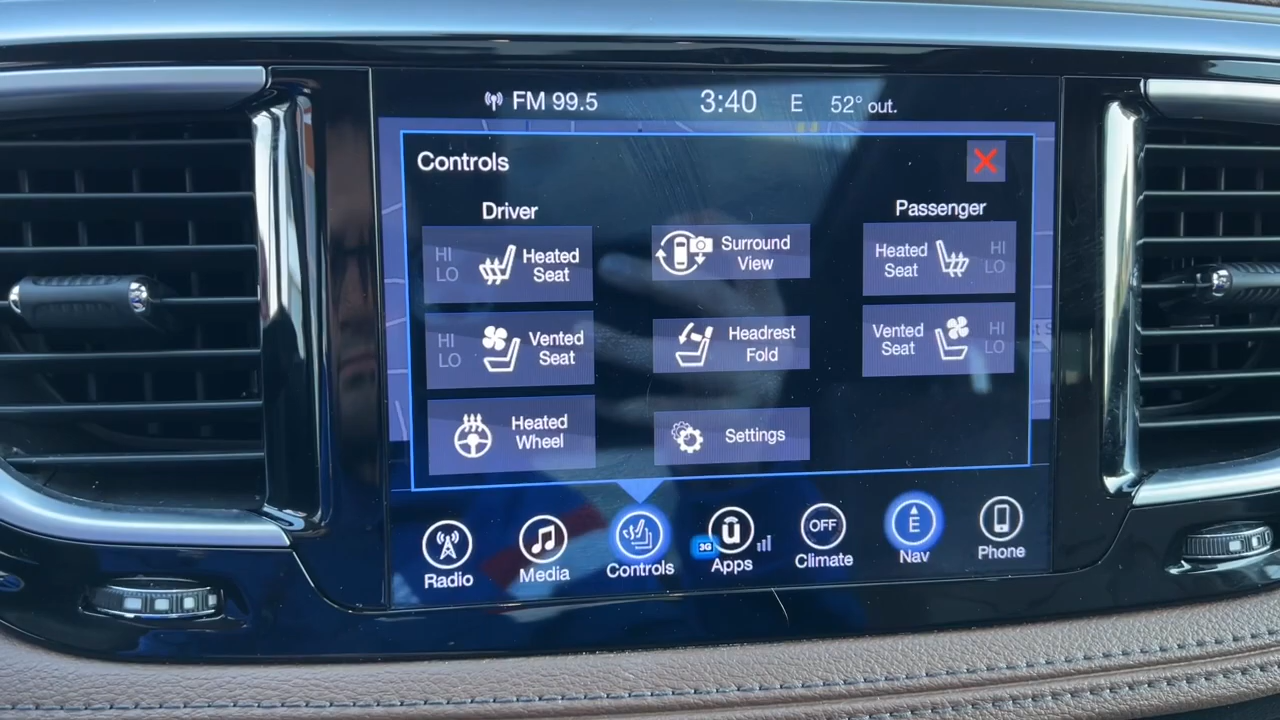 FM 99.5
3:40
E
52° out.
Controls
Driver
Passenger
HI
LO
Heated
Seat
Surround
View
Heated
Seat
HI
LO
HI
LO
Vented
Seat
Headrest
Fold
Vented
Seat
HI
LO
Heated
Wheel
Settings
Radio
Media
Controls
3G
ū
Apps
OFF
Climate
E
Nav
Phone